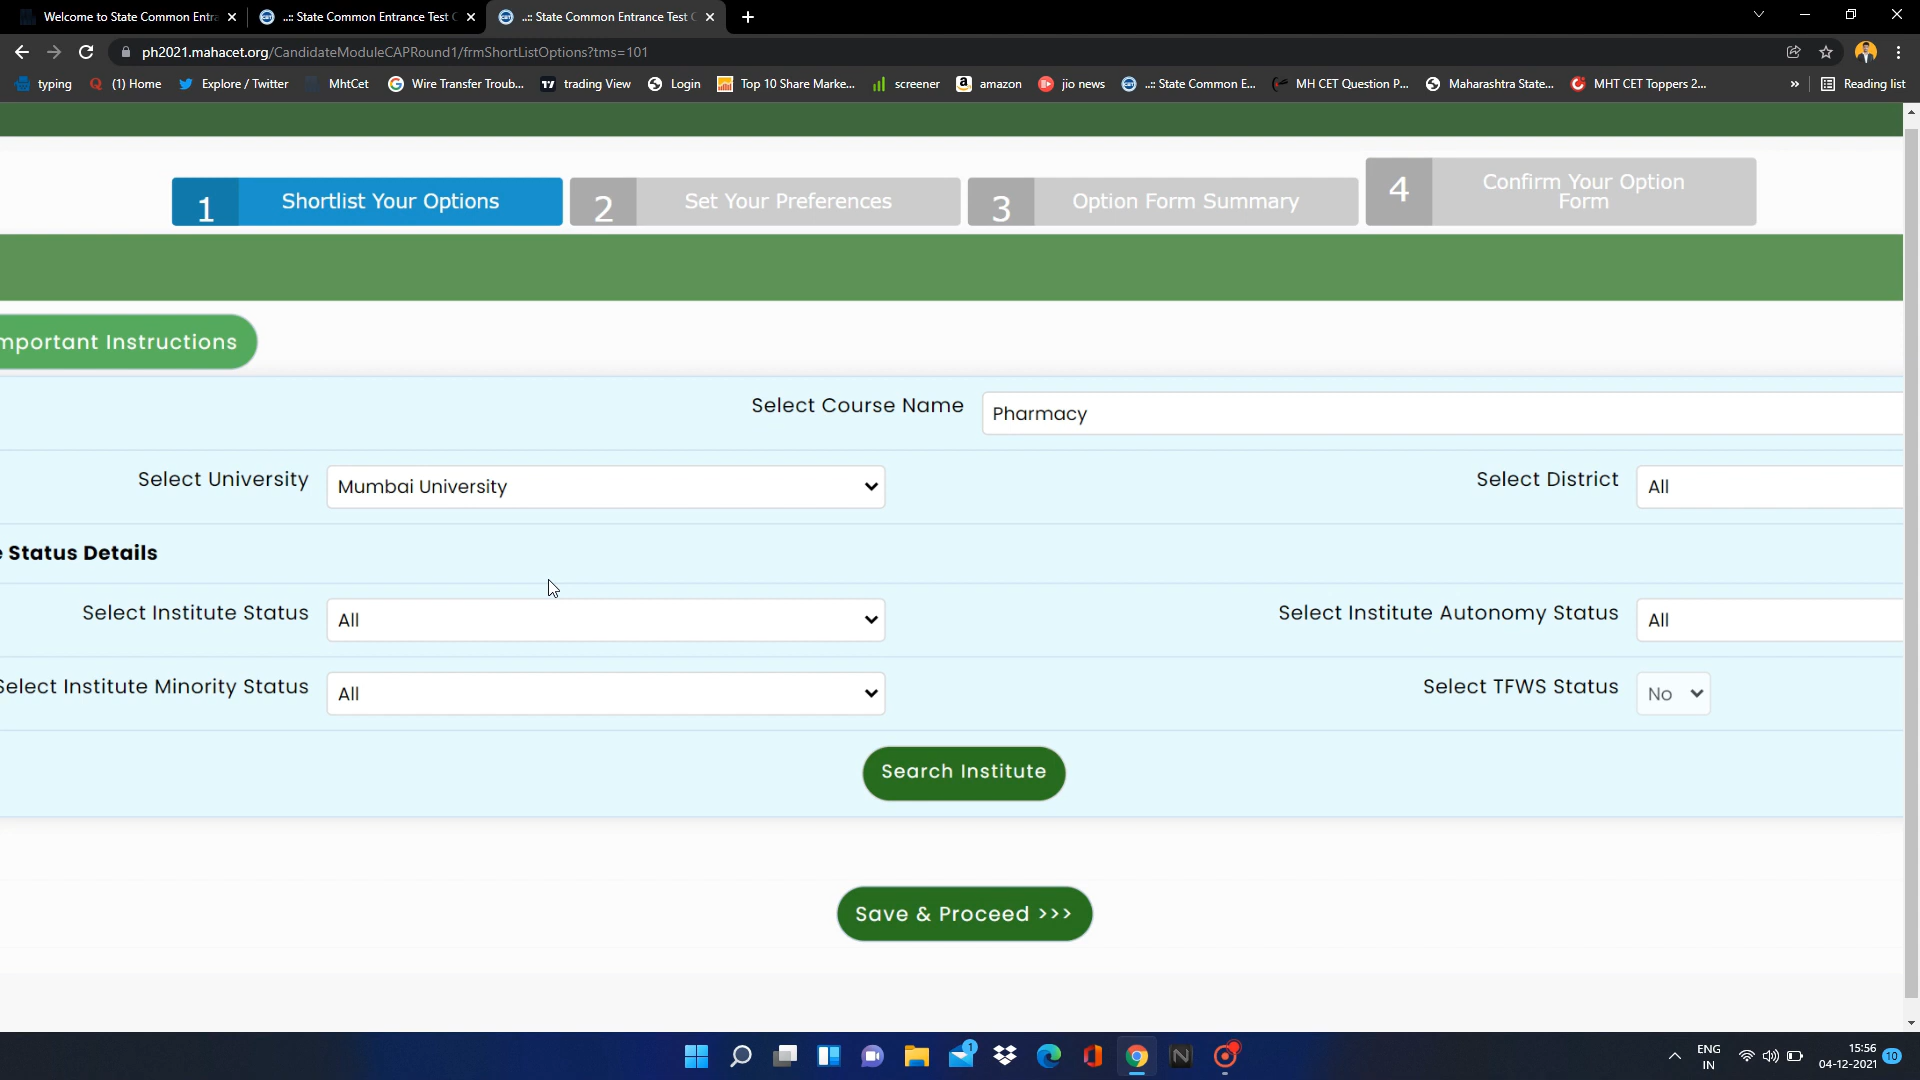 Welcome to State Common Entra
..:: State Common Entrance Test C
..:: State Common Entrance Test C
ph2021.mahacet.org/CandidateModuleCAPRound1/frmShortListOptions?tms=101
typing
(1) Home
Explore / Twitter
MhtCet
Wire Transfer Troub...
trading View
Login
Top 10 Share Marke...
screener
amazon
jio news
..:: State Common E...
MH CET Question P...
Maharashtra State...
MHT CET Toppers 2...
»
Reading list
1 Shortlist Your Options
2 Set Your Preferences
3 Option Form Summary
4 Confirm Your Option
Form
mportant Instructions
Select Course Name Pharmacy
Select University Mumbai University
Select District All
e Status Details
Select Institute Status All
Select Institute Autonomy Status All
Select Institute Minority Status All
Select TFWS Status No
Search Institute
Save & Proceed >>>
1
ENG
IN
15:56
04-12-2021
10